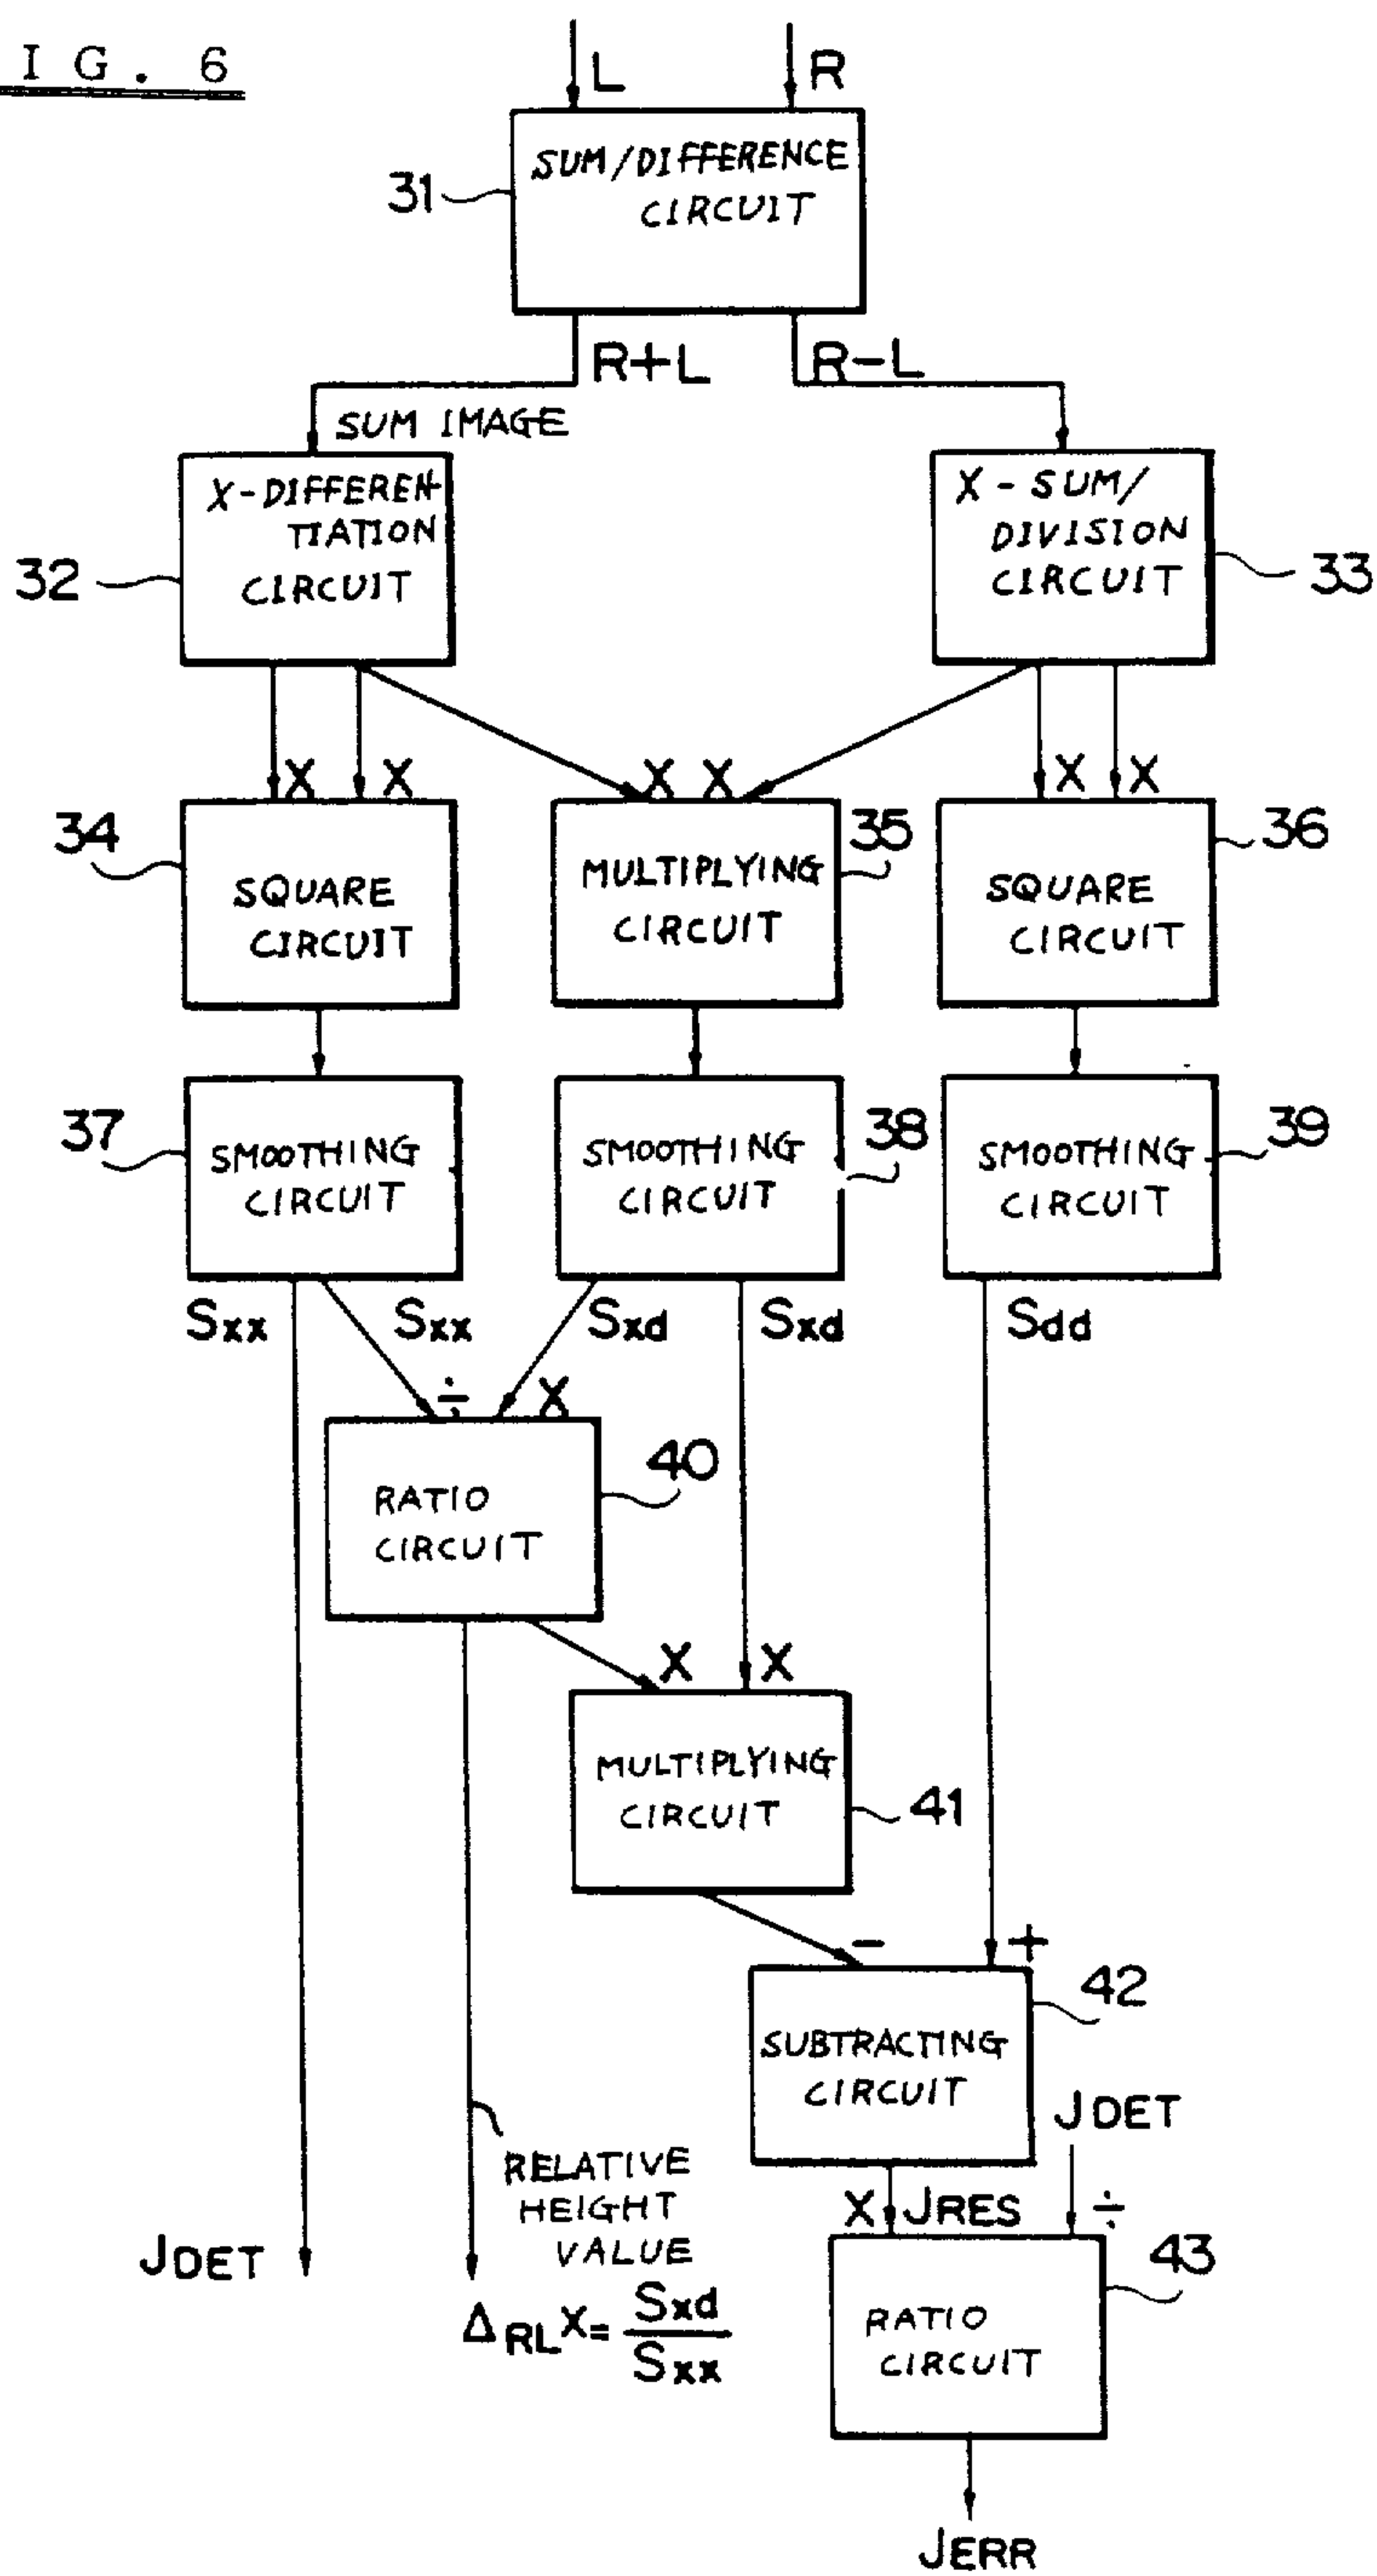 I G . 6
L
R
SUM/DIFFERENCE
CIRCUIT
31
R+L
R-L
SUM IMAGE
X-DIFFEREN-
TIATION
CIRCUIT
32
X - SUM/
DIVISION
CIRCUIT
33
X X
X X
X X
34
SQUARE
CIRCUIT
35
MULTIPLYING
CIRCUIT
36
SQUARE
CIRCUIT
37
SMOOTHING
CIRCUIT
38
SMOOTHING
CIRCUIT
39
SMOOTHING
CIRCUIT
Sxx
Sxx
Sxd
Sxd
Sdd
÷ X
40
RATIO
CIRCUIT
X X
MULTIPLYING
CIRCUIT
41
- +
42
SUBTRACTING
CIRCUIT
JDET
RELATIVE
HEIGHT
VALUE
X JRES ÷
JDET
43
ΔRLX= Sxd
Sxx
RATIO
CIRCUIT
JERR